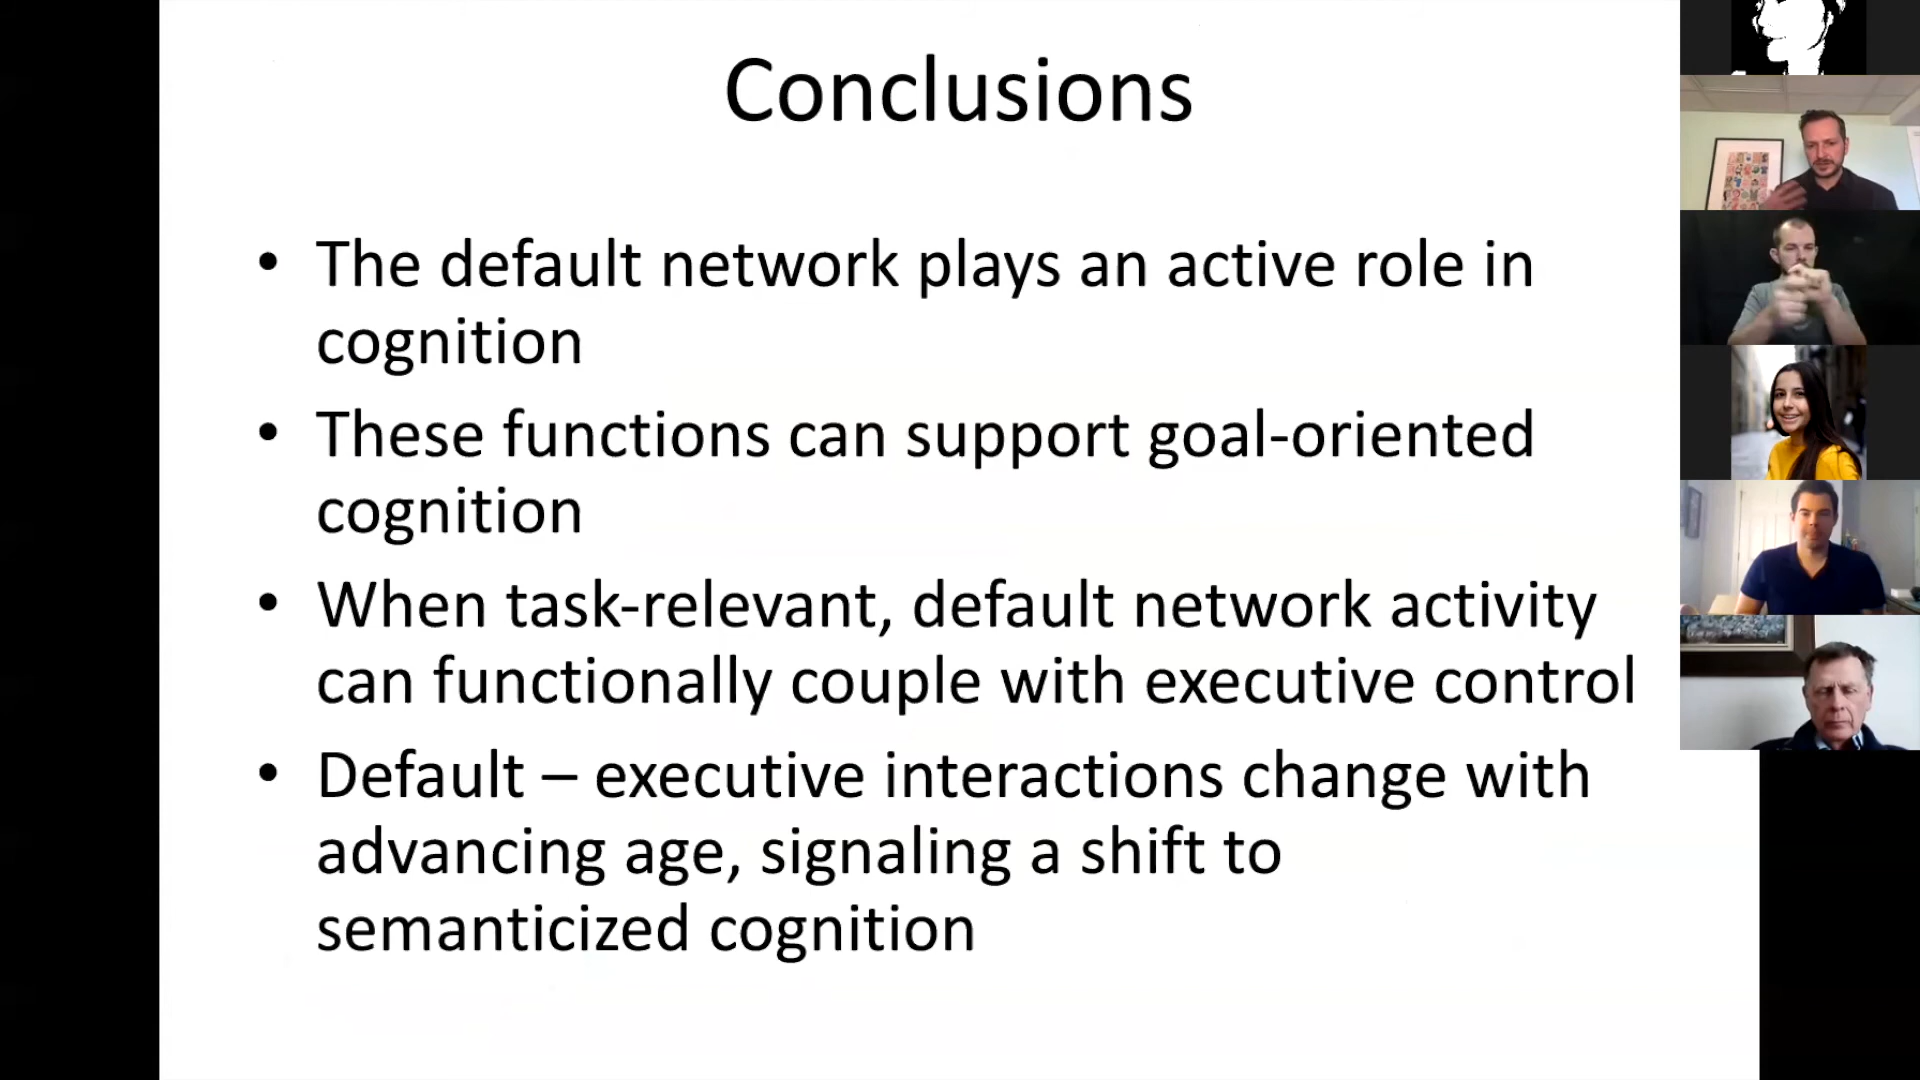 Conclusions
• The default network plays an active role in
cognition
• These functions can support goal-oriented
cognition
• When task-relevant, default network activity
can functionally couple with executive control
• Default – executive interactions change with
advancing age, signaling a shift to
semanticized cognition